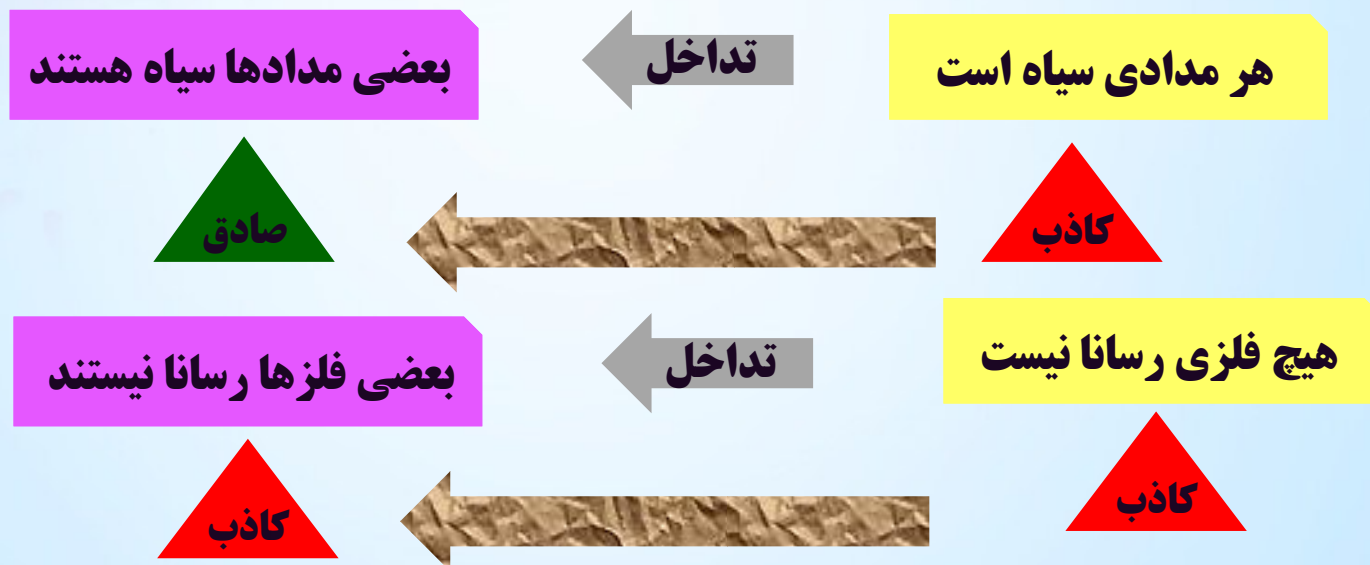 هر مدادی سیاه است
تداخل
بعضی مدادها سیاه هستند
کاذب
صادق
هیچ فلزی رسانا نیست
تداخل
بعضی فلزها رسانا نیستند
کاذب
کاذب